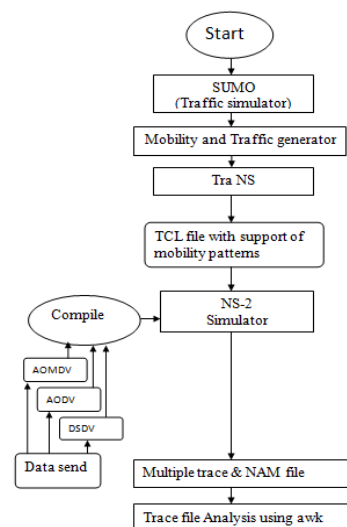 Start
SUMO
(Traffic simulator)
Mobility and Traffic generator
Tra NS
TCL file with support of
mobility patterns
NS-2
Simulator
Compile
AOMDV
AODV
DSDV
Data send
Multiple trace & NAM file
Trace file Analysis using awk